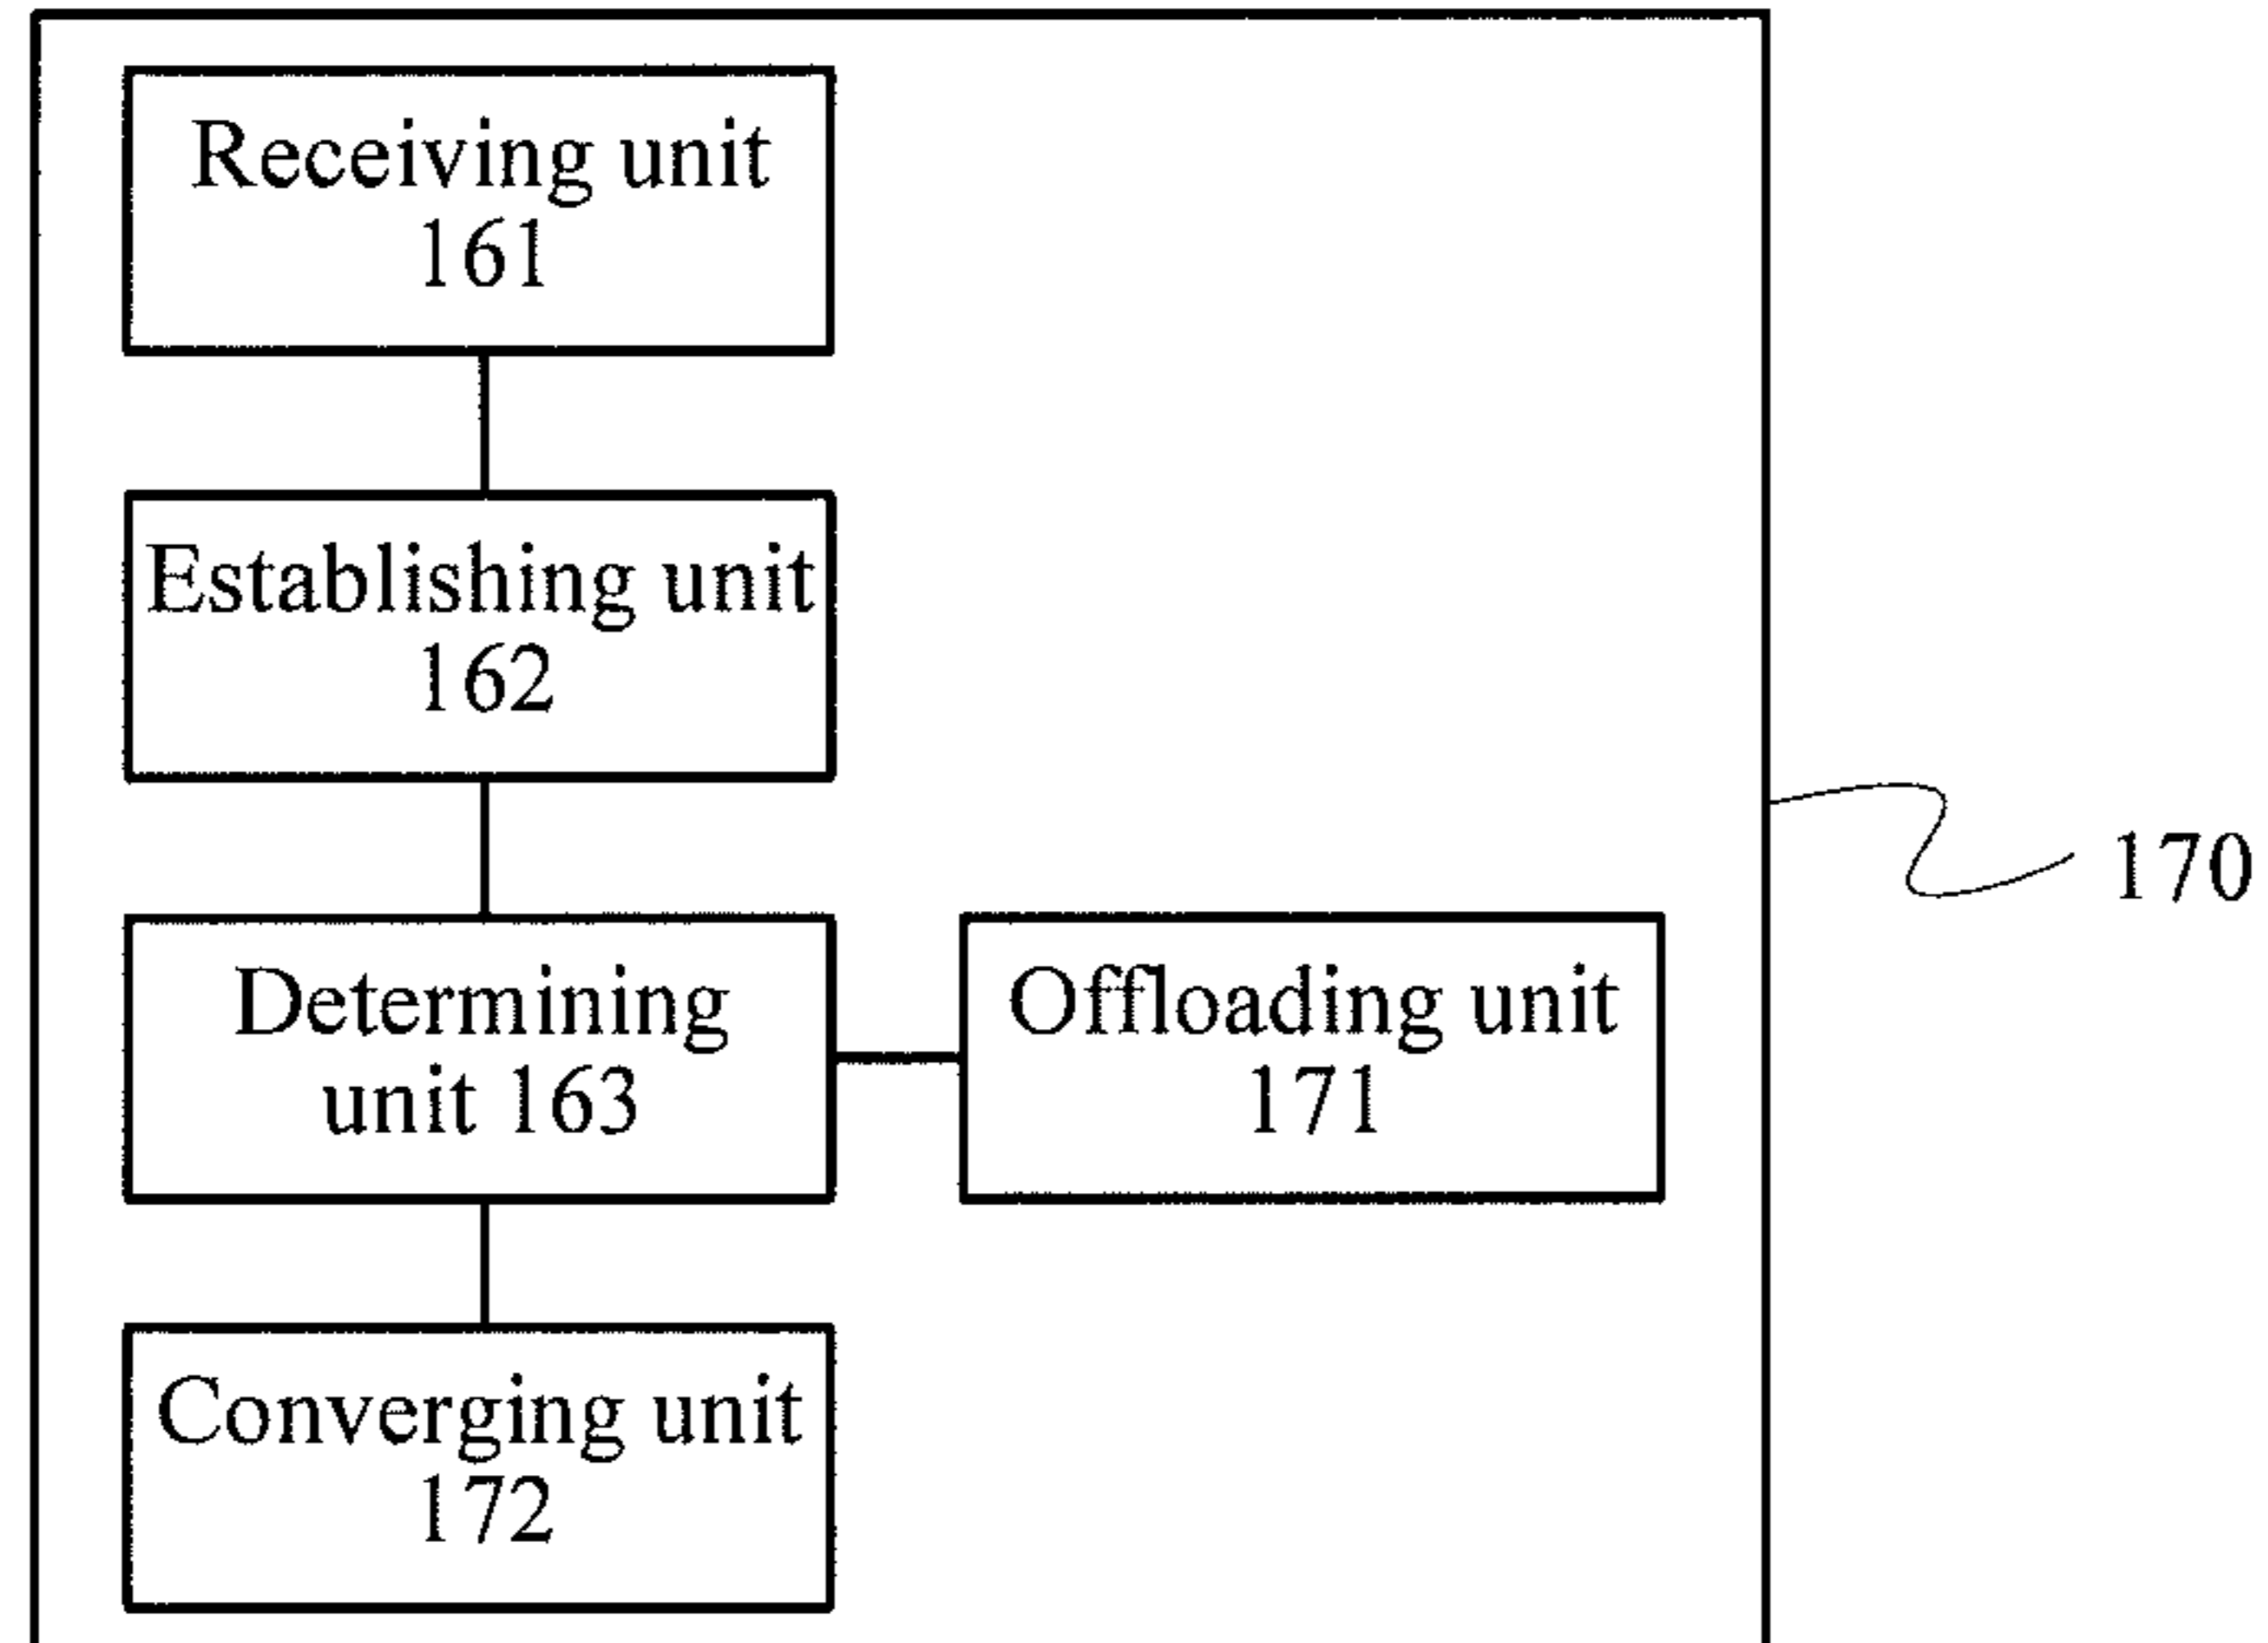 Receiving unit
161
Establishing unit
162
170
Determining
unit 163
Offloading unit
171
Converging unit
172